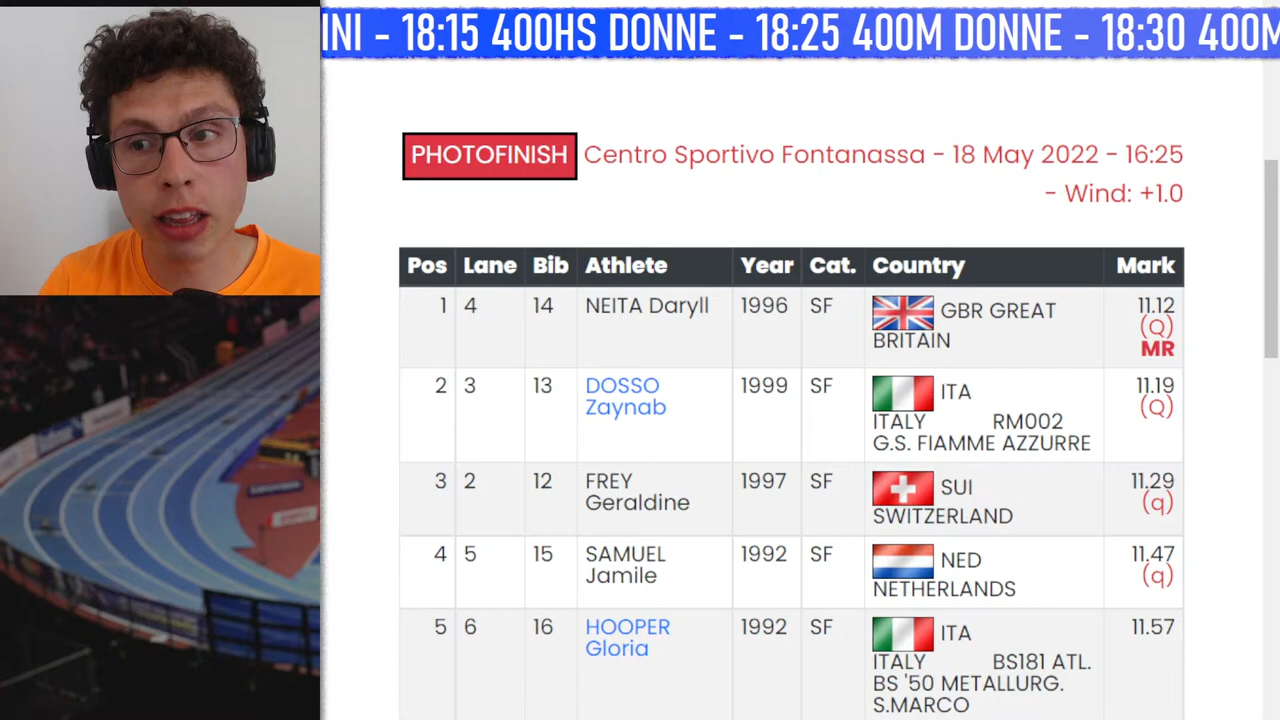 INI - 18:15 400HS DONNE - 18:25 400M DONNE - 18:30 400M
PHOTOFINISH Centro Sportivo Fontanassa - 18 May 2022 - 16:25
- Wind: +1.0
Pos Lane Bib Athlete Year Cat. Country Mark
1 4 14 NEITA Daryll 1996 SF GBR GREAT 11.12
BRITAIN (Q)
MR
2 3 13 DOSSO 1999 SF ITA 11.19
Zaynab ITALY RM002 (Q)
G.S. FIAMME AZZURRE
3 2 12 FREY 1997 SF SUI 11.29
Geraldine SWITZERLAND (q)
4 5 15 SAMUEL 1992 SF NED 11.47
Jamile NETHERLANDS (q)
5 6 16 HOOPER 1992 SF ITA 11.57
Gloria ITALY BS181 ATL.
BS '50 METALLURG.
S.MARCO